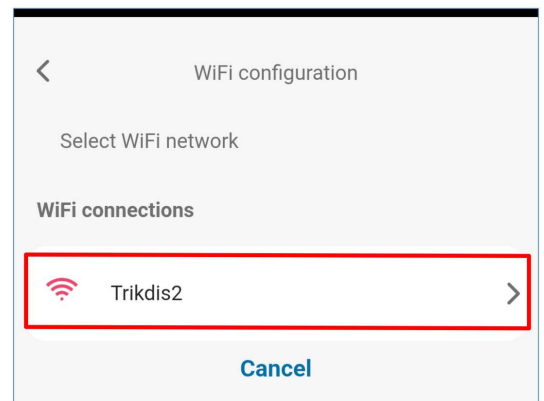 WiFi configuration
Select WiFi network
WiFi connections
Trikdis2
Cancel